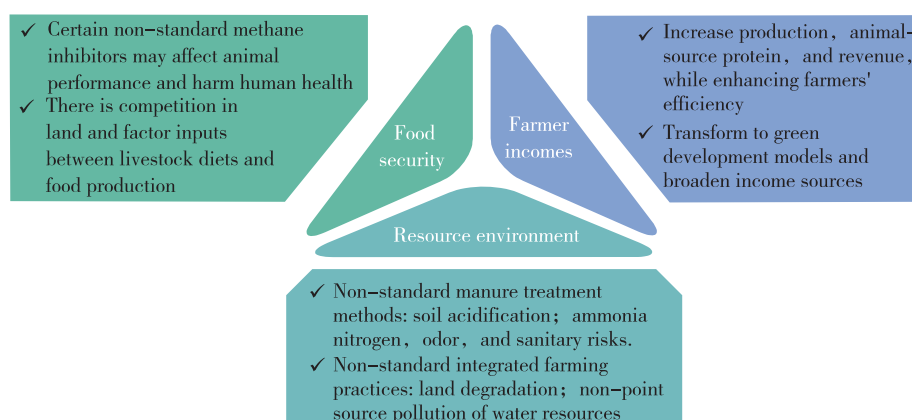 ✓ Certain non–standard methane
inhibitors may affect animal
performance and harm human health
✓ There is competition in
land and factor inputs
between livestock diets and
food production
Food
security
Farmer
incomes
✓ Increase production, animal–
source protein, and revenue,
while enhancing farmers'
efficiency
✓ Transform to green
development models and
broaden income sources
Resource environment
✓ Non–standard manure treatment
methods: soil acidification; ammonia
nitrogen, odor, and sanitary risks.
✓ Non–standard integrated farming
practices: land degradation; non–point
source pollution of water resources